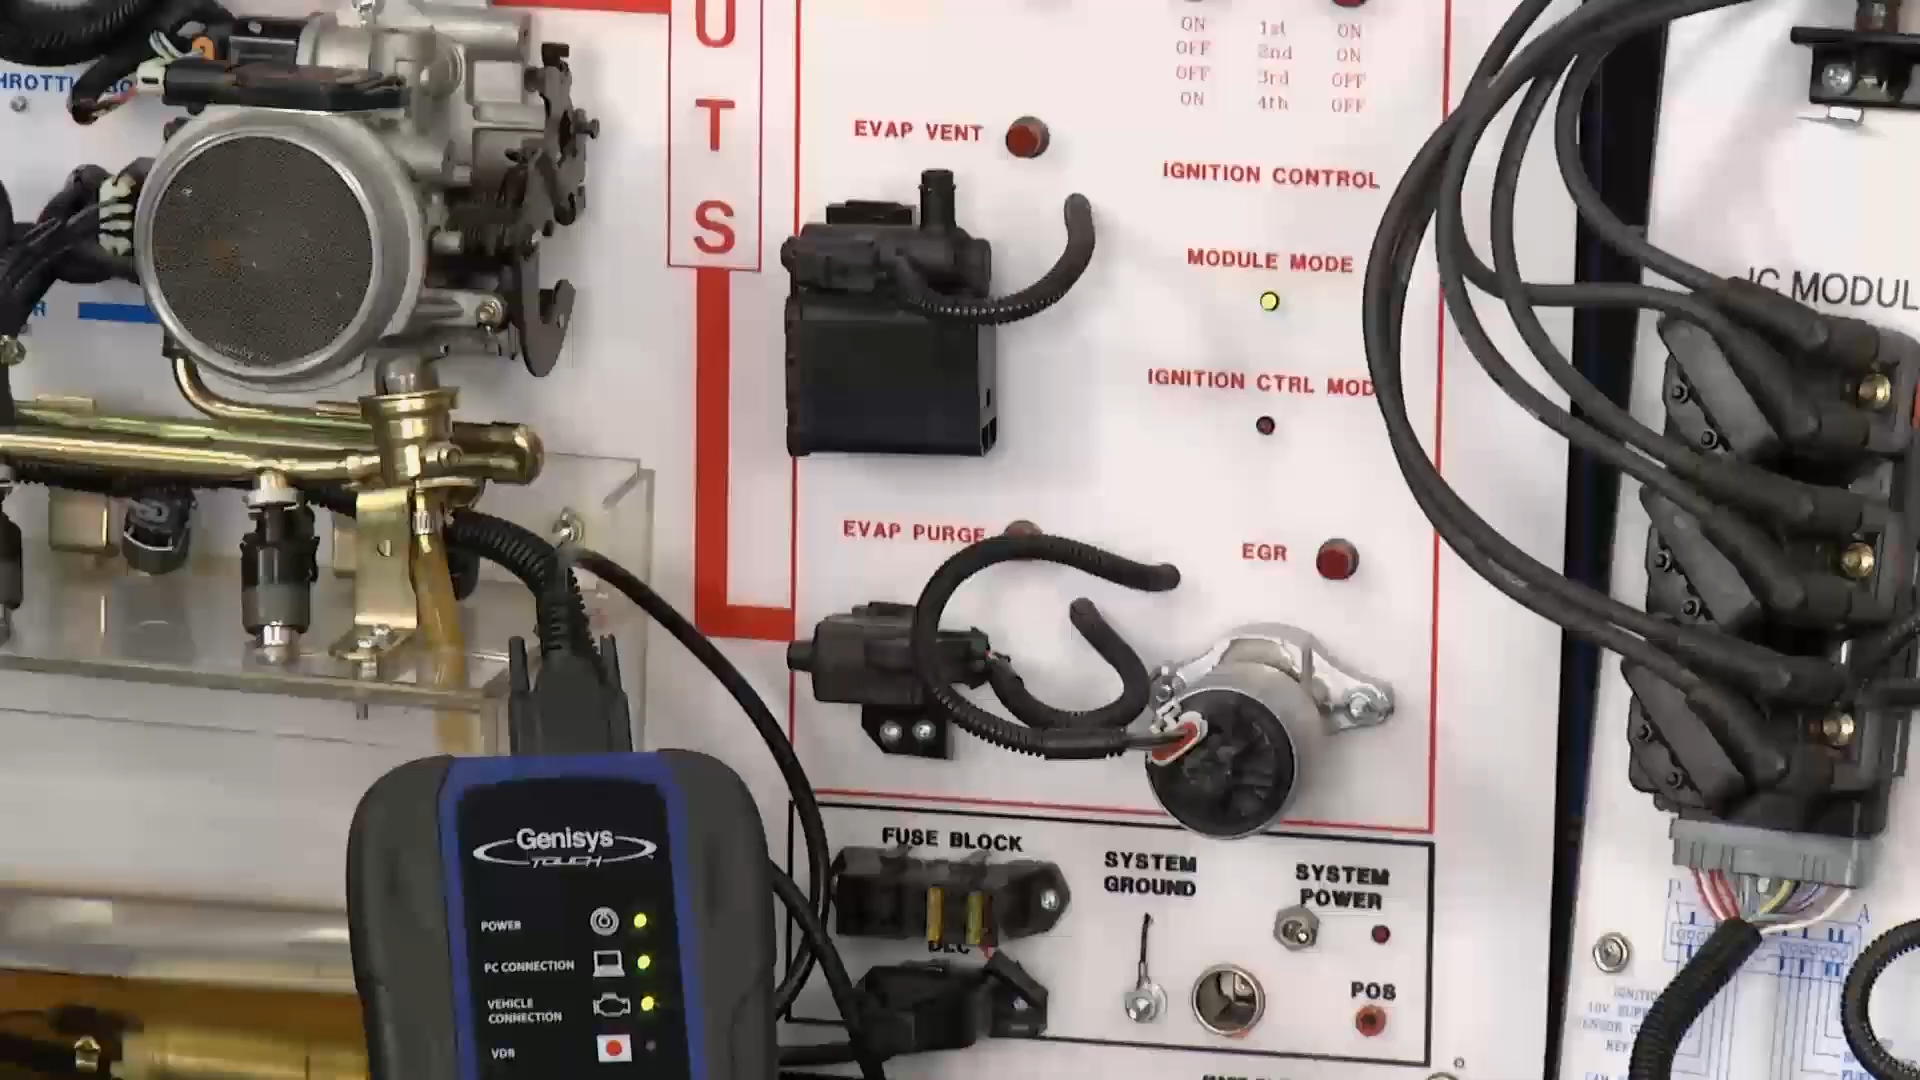 U
T
S
ON 1st ON
OFF 2nd ON
OFF 3rd OFF
ON 4th OFF
EVAP VENT
IGNITION CONTROL
MODULE MODE
IGNITION CTRL MOD
EVAP PURGE
EGR
IC MODUL
FUSE BLOCK
SYSTEM
GROUND
SYSTEM
POWER
POS
Genisys
TOUCH
POWER
PC CONNECTION
VEHICLE
CONNECTION
VDR
A